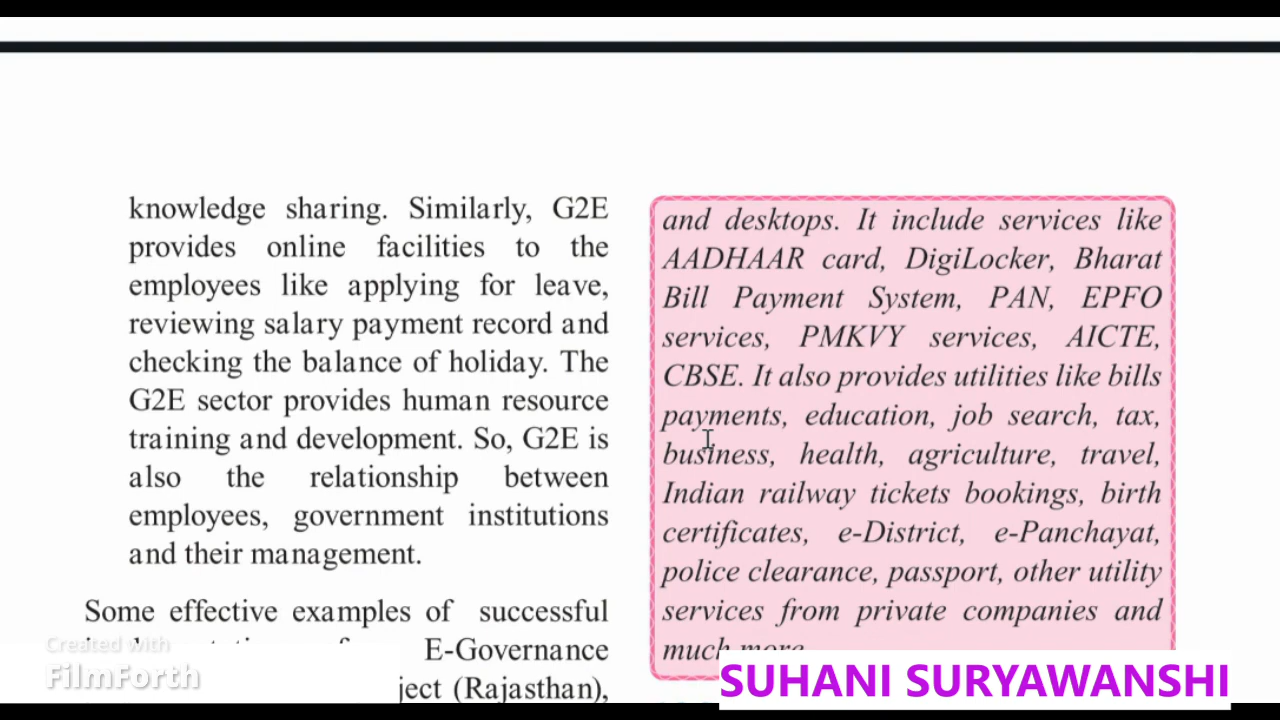 knowledge sharing. Similarly, G2E
provides online facilities to the
employees like applying for leave,
reviewing salary payment record and
checking the balance of holiday. The
G2E sector provides human resource
training and development. So, G2E is
also the relationship between
employees, government institutions
and their management.
Some effective examples of successful
E-Governance
ject (Rajasthan),
and desktops. It include services like
AADHAAR card, DigiLocker, Bharat
Bill Payment System, PAN, EPFO
services, PMKVY services, AICTE,
CBSE. It also provides utilities like bills
payments, education, job search, tax,
business, health, agriculture, travel,
Indian railway tickets bookings, birth
certificates, e-District, e-Panchayat,
police clearance, passport, other utility
services from private companies and
much more
Created with
FilmForth
SUHANI SURYAWANSHI